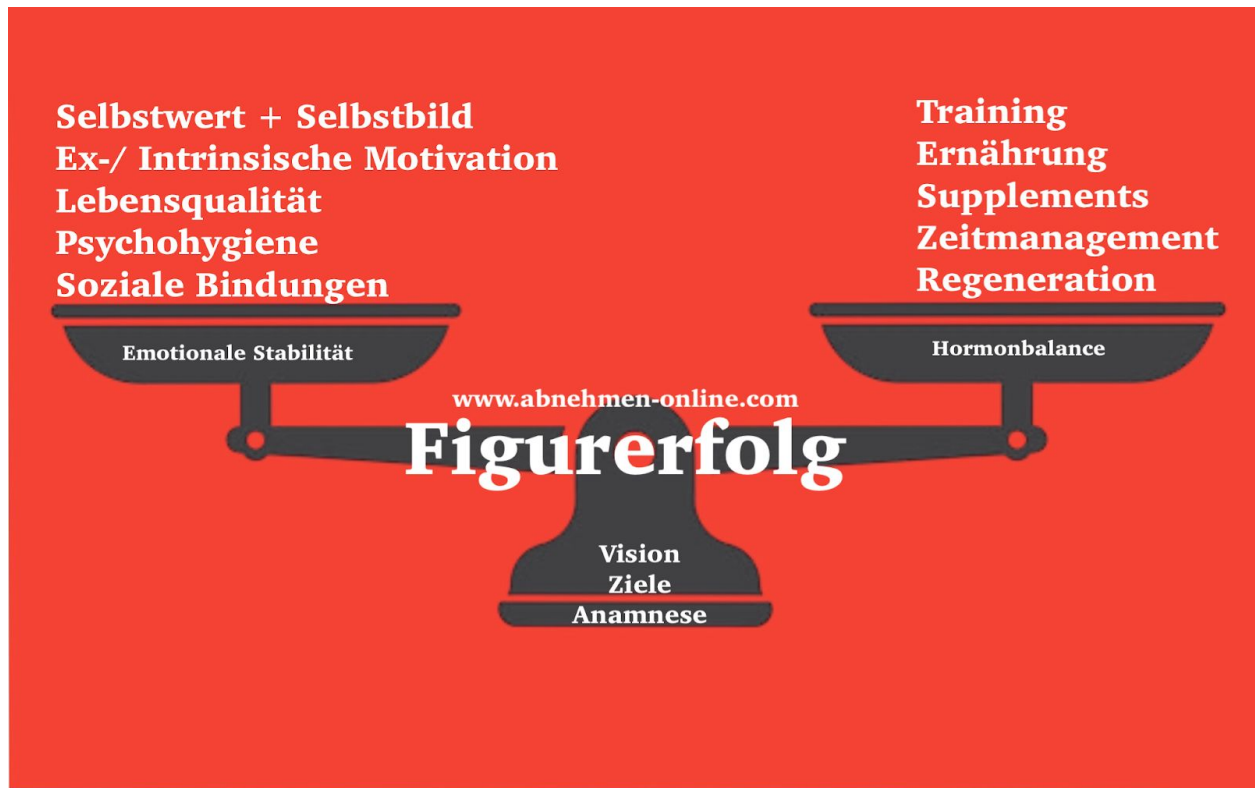 Selbstwert + Selbstbild
Ex-/ Intrinsische Motivation
Lebensqualität
Psychohygiene
Soziale Bindungen
Emotionale Stabilität
Training
Ernährung
Supplements
Zeitmanagement
Regeneration
Hormonbalance
www.abnehmen-online.com
Figurerfolg
Vision
Ziele
Anamnese